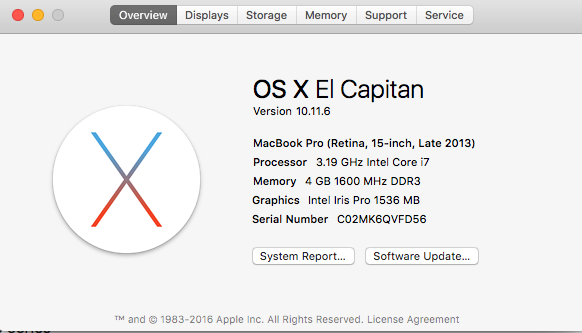 Overview Displays Storage Memory Support Service
OS X El Capitan
Version 10.11.6
MacBook Pro (Retina, 15-inch, Late 2013)
Processor 3.19 GHz Intel Core i7
Memory 4 GB 1600 MHz DDR3
Graphics Intel Iris Pro 1536 MB
Serial Number C02MK6QVFD56
System Report... Software Update...
™ and © 1983-2016 Apple Inc. All Rights Reserved. License Agreement